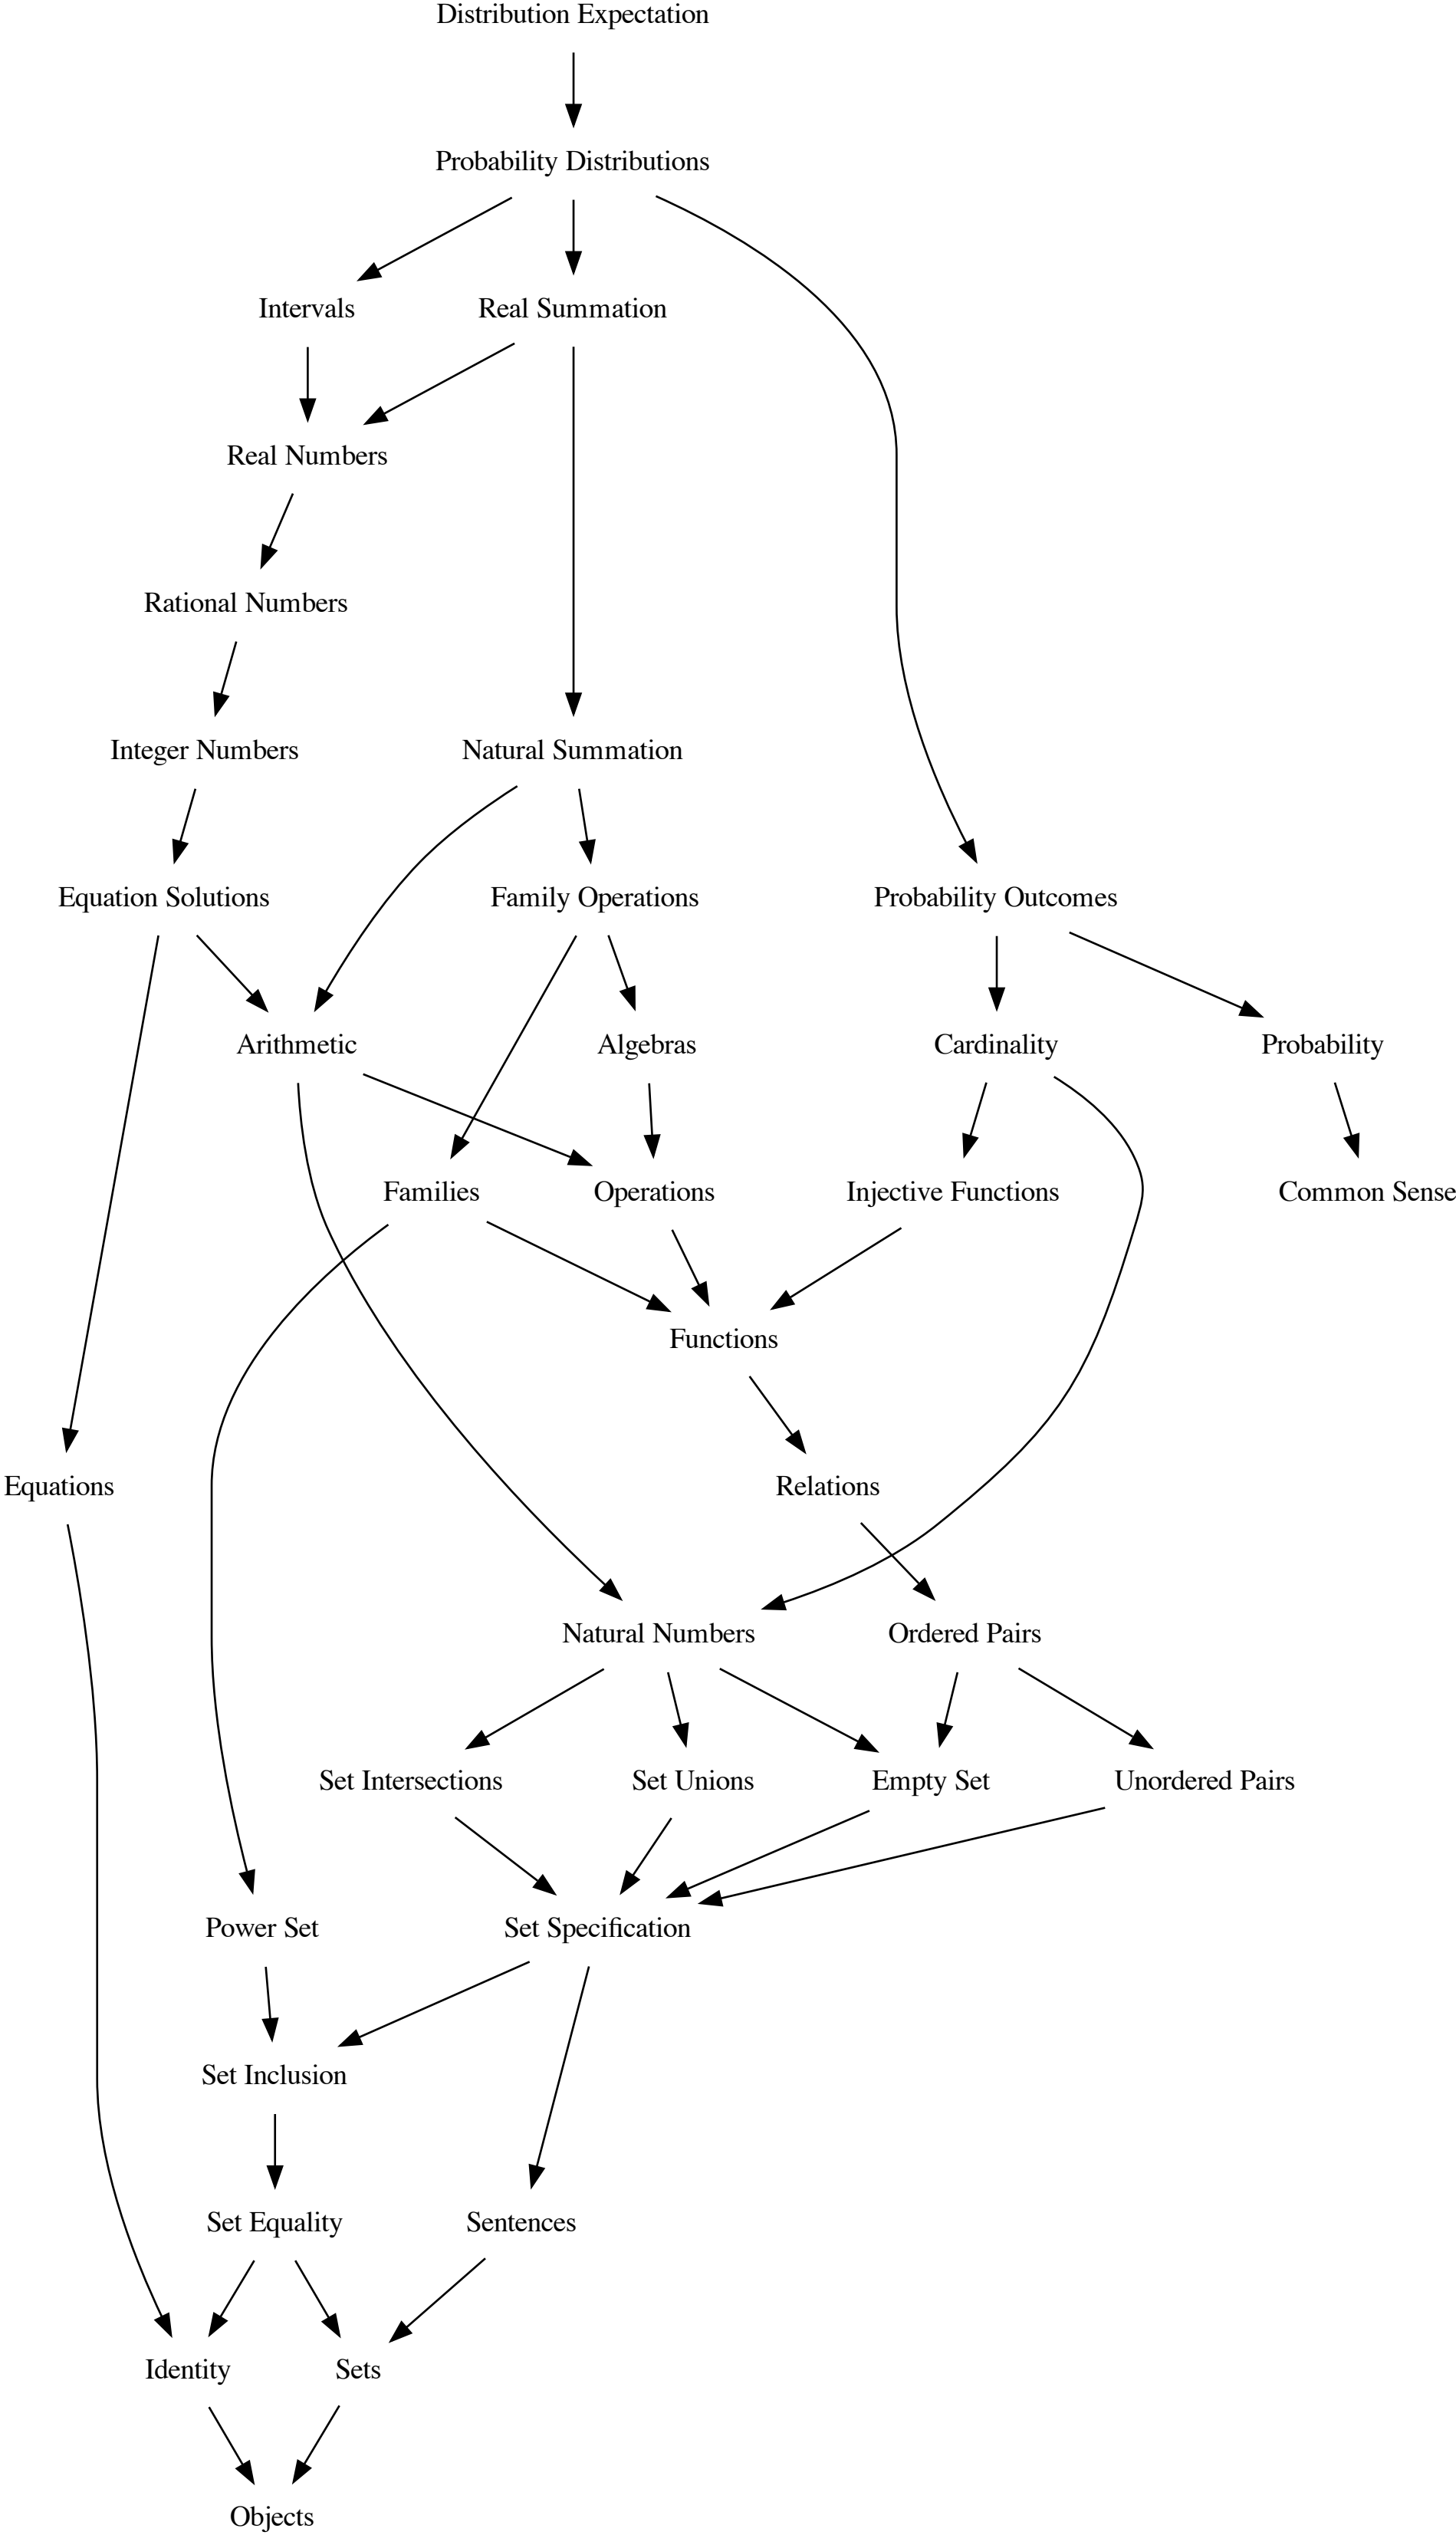 Distribution Expectation
Probability Distributions
Intervals
Real Summation
Real Numbers
Rational Numbers
Integer Numbers
Natural Summation
Equation Solutions
Family Operations
Probability Outcomes
Arithmetic
Algebras
Cardinality
Probability
Families
Operations
Injective Functions
Common Sense
Functions
Equations
Relations
Natural Numbers
Ordered Pairs
Set Intersections
Set Unions
Empty Set
Unordered Pairs
Power Set
Set Specification
Set Inclusion
Set Equality
Sentences
Identity
Sets
Objects